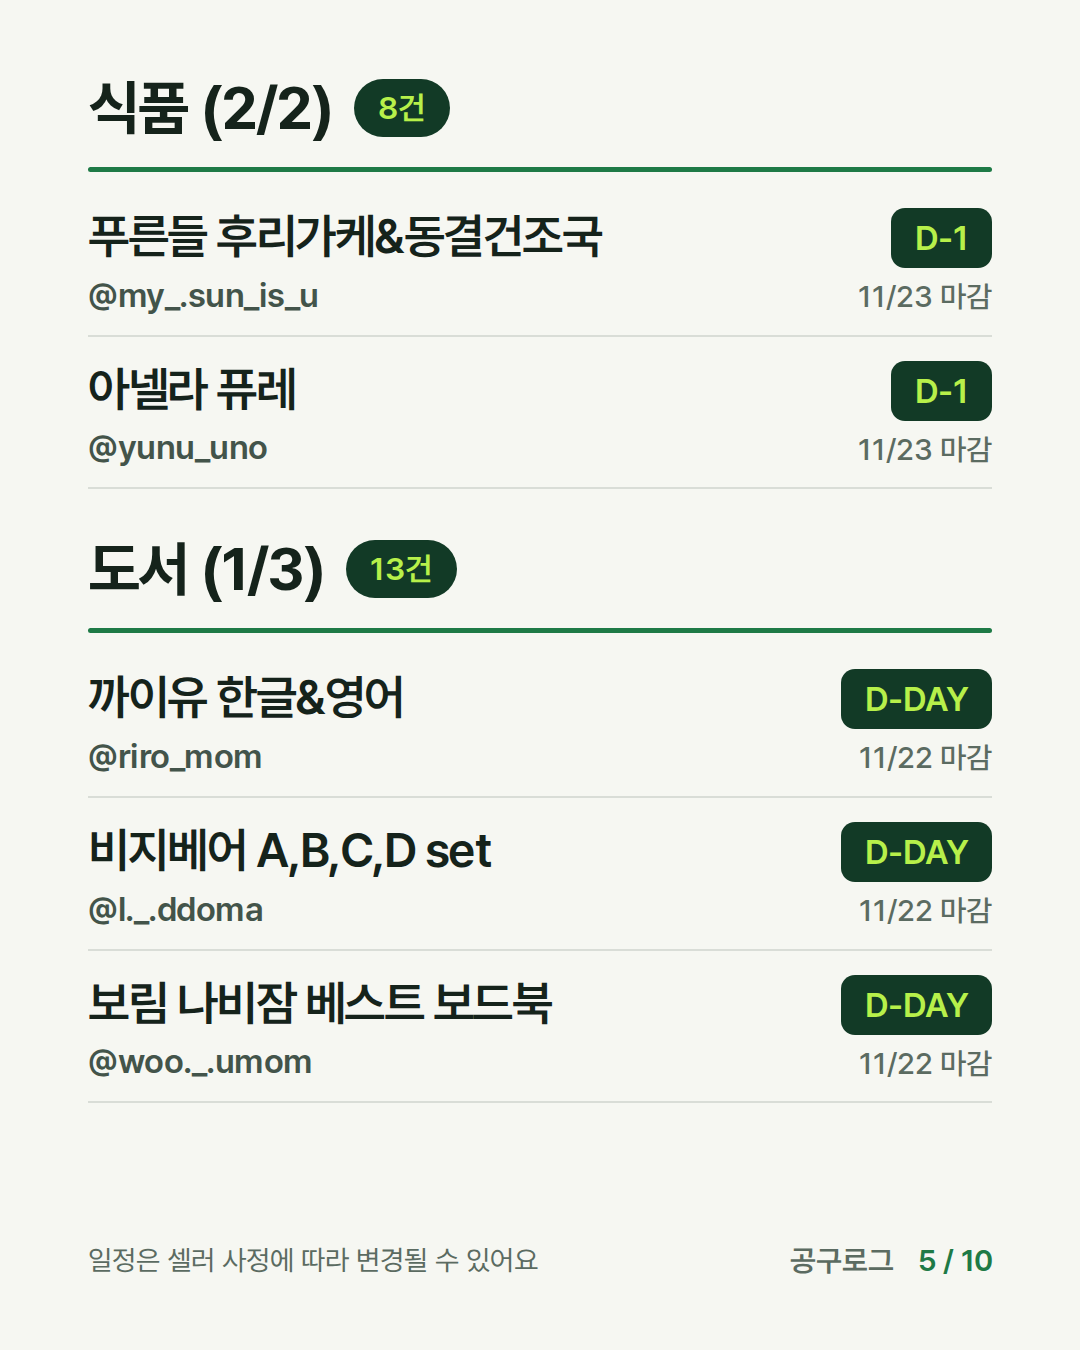 식품 (2/2) 8건
푸른들 후리가케&동결건조국 D-1
@my_.sun_is_u 11/23 마감
아넬라 퓨레 D-1
@yunu_uno 11/23 마감
도서 (1/3) 13건
까이유 한글&영어 D-DAY
@riro_mom 11/22 마감
비지베어 A,B,C,D set D-DAY
@l._.ddoma 11/22 마감
보림 나비잠 베스트 보드북 D-DAY
@woo._.umom 11/22 마감
일정은 셀러 사정에 따라 변경될 수 있어요 공구로그 5 / 10